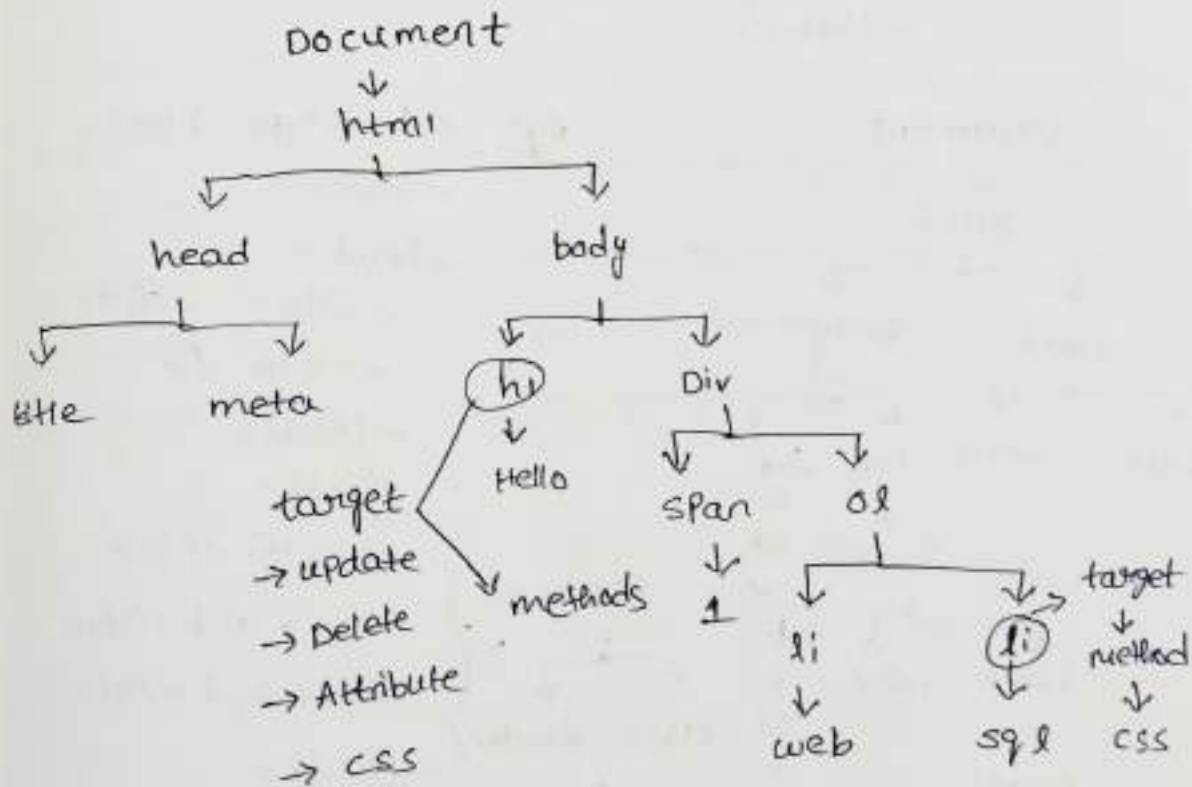 Document
html
head body
title meta h1 Div
Hello
target span ol
→ update
methods 1 target
→ Delete li li method
→ Attribute
web sql css
→ css